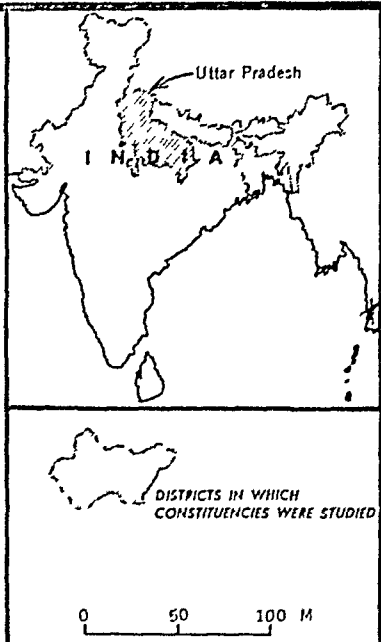 Uttar Pradesh
I N D I A
DISTRICTS IN WHICH
CONSTITUENCIES WERE STUDIED
0 50 100 M